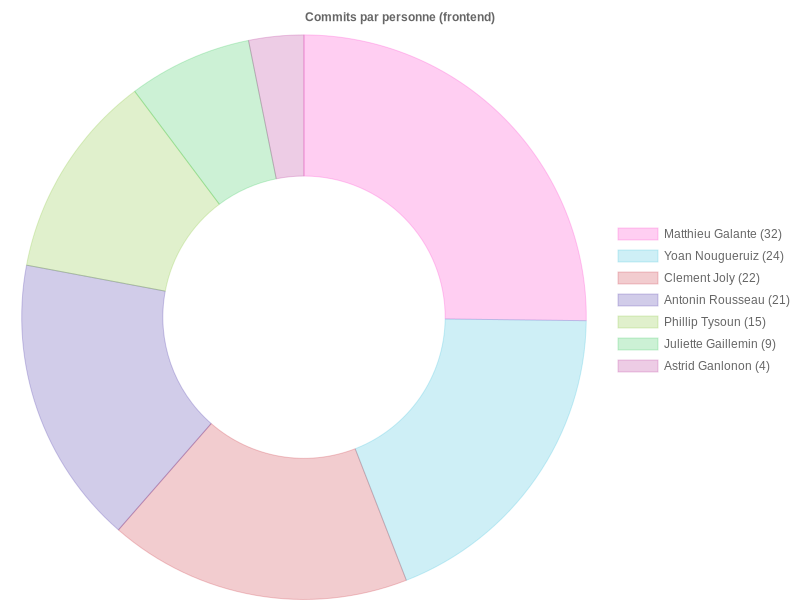 Commits par personne (frontend)
Matthieu Galante (32)
Yoan Nougueruiz (24)
Clement Joly (22)
Antonin Rousseau (21)
Phillip Tysoun (15)
Juliette Gaillemin (9)
Astrid Ganlonon (4)